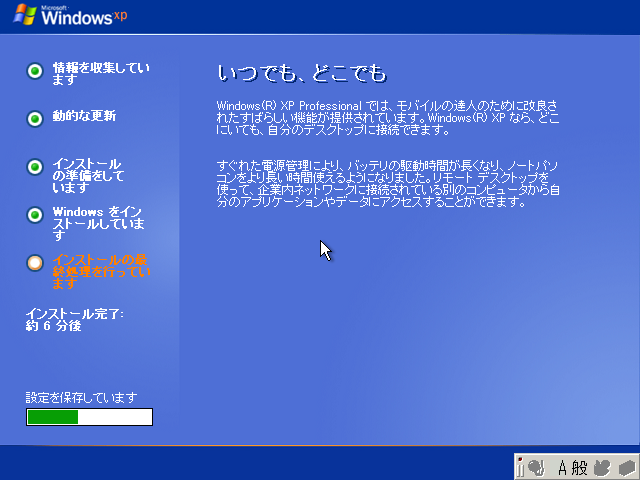 Microsoft
Windows xp
情報を収集してい
ます
動的な更新
インストール
の準備をして
います
Windows をイン
ストールしていま
す
インストールの最
終処理を行ってい
ます
インストール完了:
約 6 分後
設定を保存しています
いつでも、どこでも
Windows(R) XP Professional では、モバイルの達人のために改良さ
れたすばらしい機能が提供されています。Windows(R) XP なら、どこ
にいても、自分のデスクトップに接続できます。
すぐれた電源管理により、バッテリの駆動時間が長くなり、ノートパソ
コンをより長い時間使えるようになりました。リモート デスクトップを
使って、企業内ネットワークに接続されている別のコンピュータから自
分のアプリケーションやデータにアクセスすることができます。
A 般